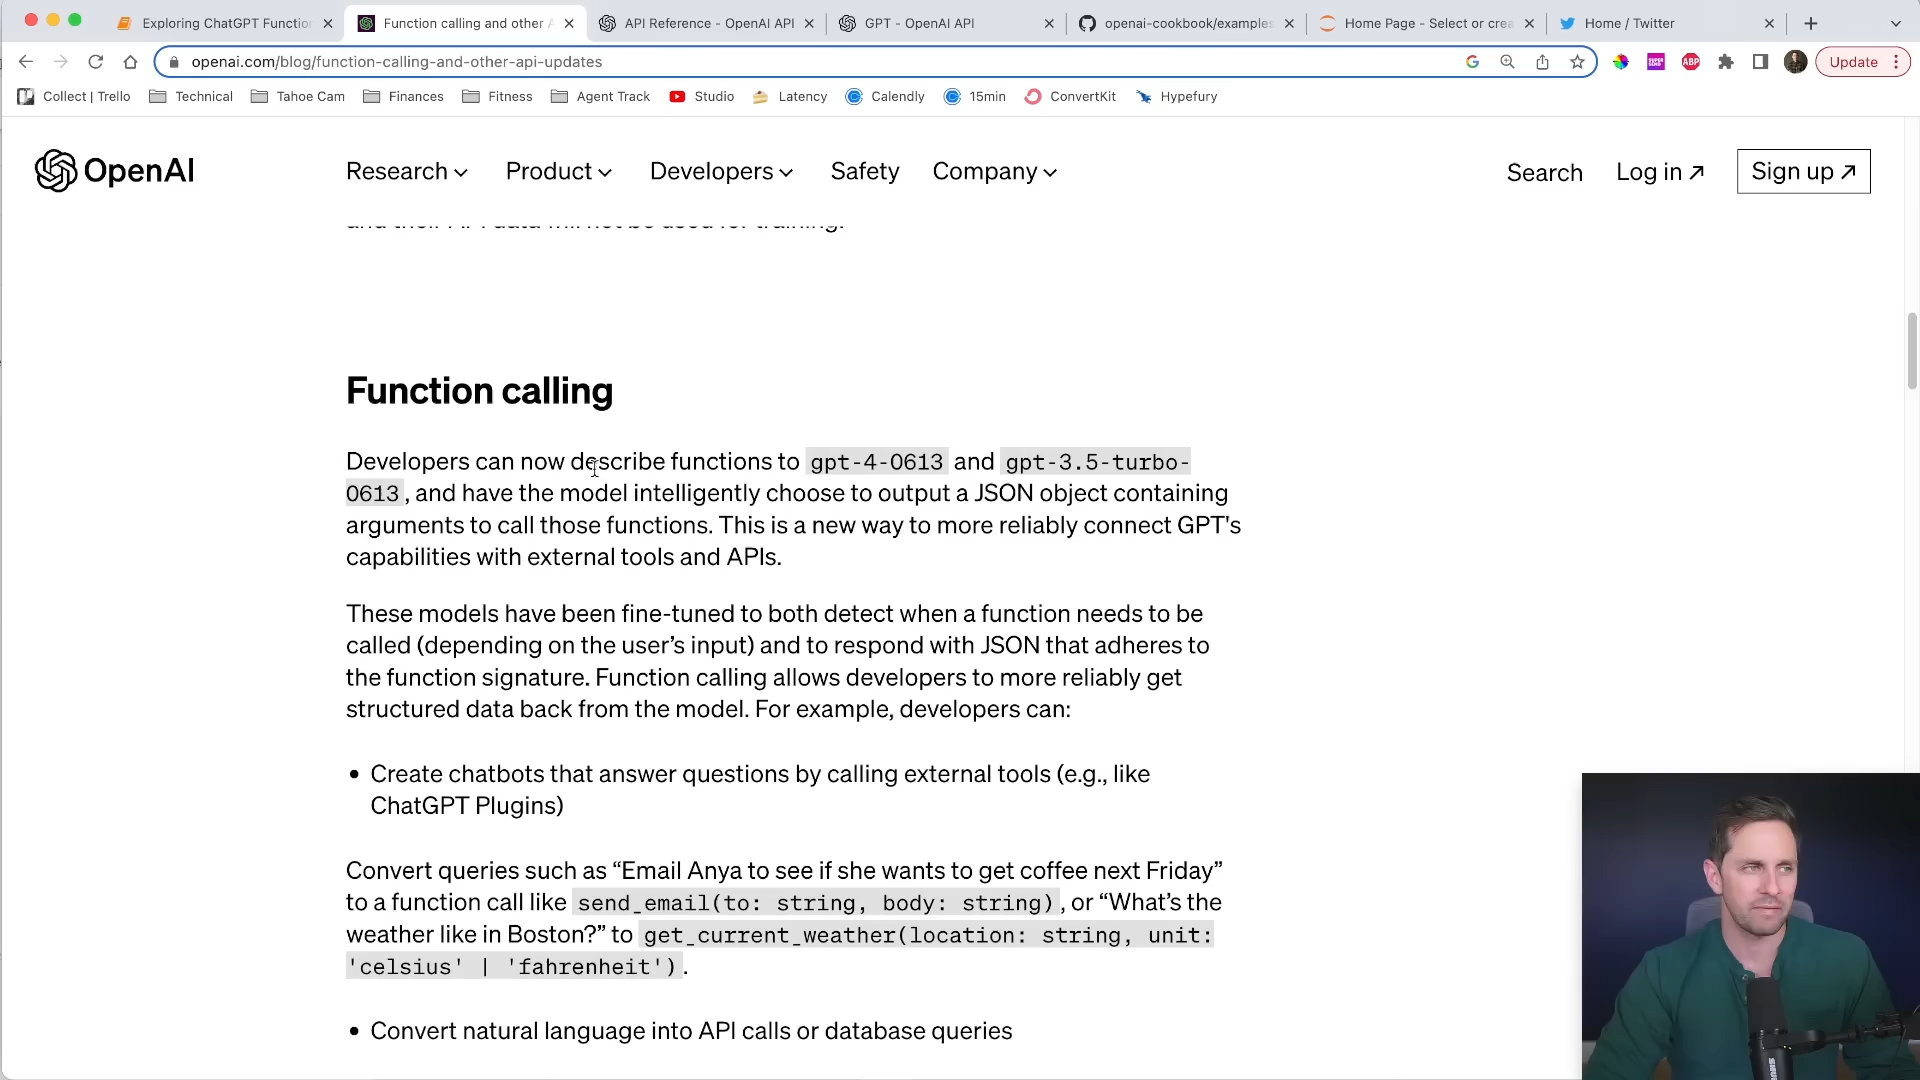 Exploring ChatGPT Functio
Function calling and other A
API Reference - OpenAI API
GPT - OpenAI API
openai-cookbook/examples
Home Page - Select or crea
Home / Twitter
openai.com/blog/function-calling-and-other-api-updates
Update
Collect | Trello
Technical
Tahoe Cam
Finances
Fitness
Agent Track
Studio
Latency
Calendly
15min
ConvertKit
Hypefury
OpenAI
Research
Product
Developers
Safety
Company
Search
Log in ↗
Sign up ↗
and their API data will not be used for training.
Function calling
Developers can now describe functions to gpt-4-0613 and gpt-3.5-turbo-
0613, and have the model intelligently choose to output a JSON object containing
arguments to call those functions. This is a new way to more reliably connect GPT's
capabilities with external tools and APIs.
These models have been fine-tuned to both detect when a function needs to be
called (depending on the user’s input) and to respond with JSON that adheres to
the function signature. Function calling allows developers to more reliably get
structured data back from the model. For example, developers can:
• Create chatbots that answer questions by calling external tools (e.g., like
ChatGPT Plugins)
Convert queries such as “Email Anya to see if she wants to get coffee next Friday”
to a function call like send_email(to: string, body: string), or “What’s the
weather like in Boston?” to get_current_weather(location: string, unit:
'celsius' | 'fahrenheit').
• Convert natural language into API calls or database queries